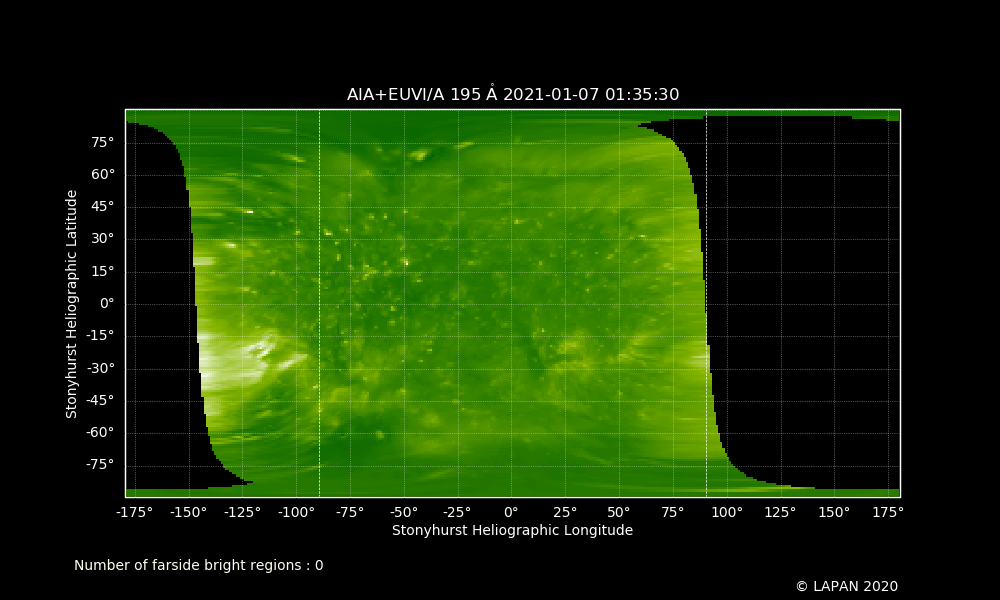 AIA+EUVI/A 195 Å 2021-01-07 01:35:30
75°
60°
45°
30°
15°
0°
-15°
-30°
-45°
-60°
-75°
Stonyhurst Heliographic Latitude
-175° -150° -125° -100° -75° -50° -25° 0° 25° 50° 75° 100° 125° 150° 175°
Stonyhurst Heliographic Longitude
Number of farside bright regions : 0
© LAPAN 2020